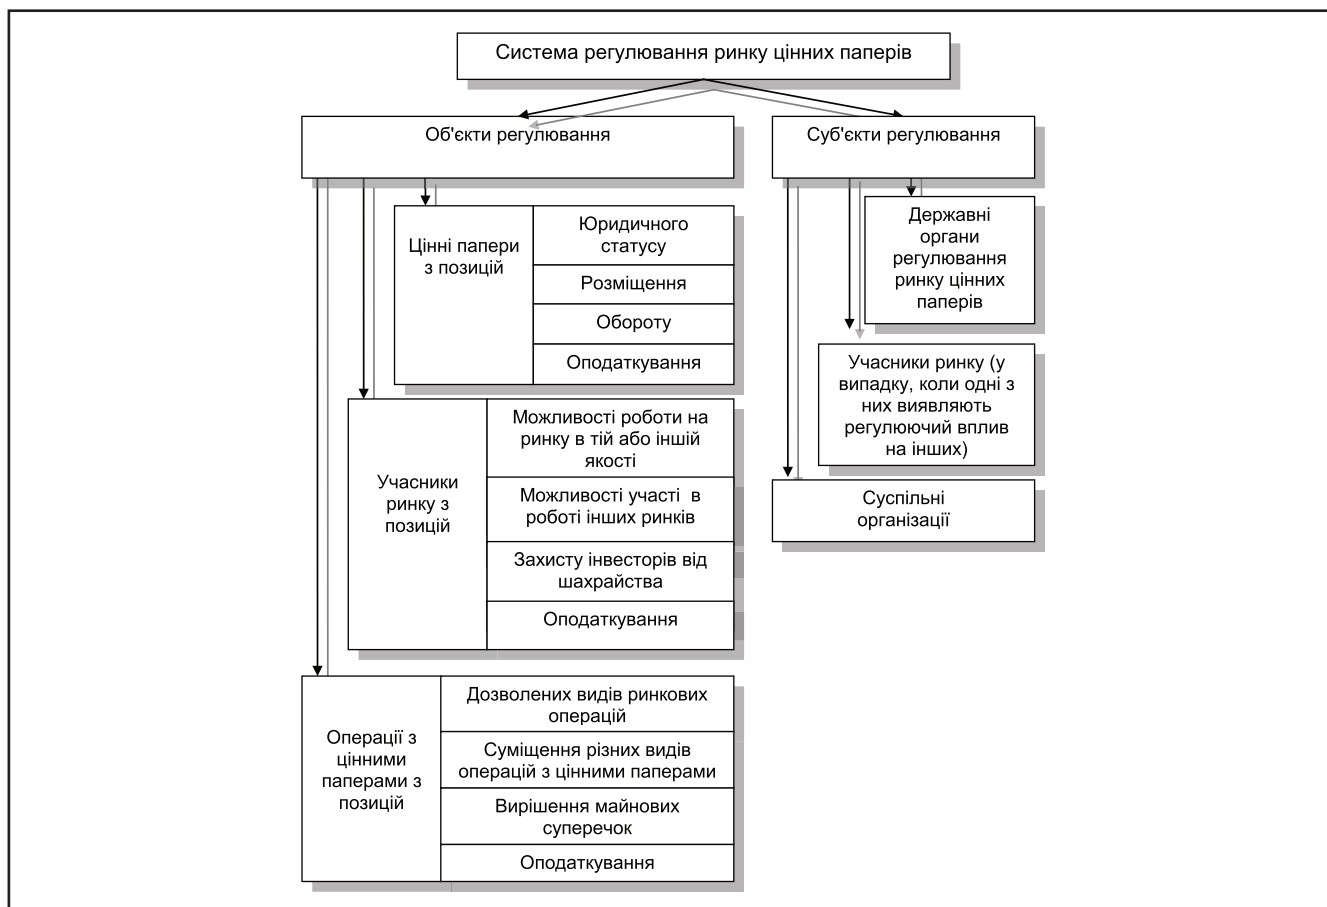 Система регулювання ринку цінних паперів
Об'єкти регулювання
Суб'єкти регулювання
Цінні папери
з позицій
Юридичного
статусу
Розміщення
Обороту
Оподаткування
Учасники
ринку з
позицій
Можливості роботи на
ринку в тій або іншій
якості
Можливості участі в
роботі інших ринків
Захисту інвесторів від
шахрайства
Оподаткування
Операції з
цінними
паперами з
позицій
Дозволених видів ринкових
операцій
Суміщення різних видів
операцій з цінними паперами
Вирішення майнових
суперечок
Оподаткування
Державні
органи
регулювання
ринку цінних
паперів
Учасники ринку (у
випадку, коли одні з
них виявляють
регулюючий вплив
на інших)
Суспільні
організації